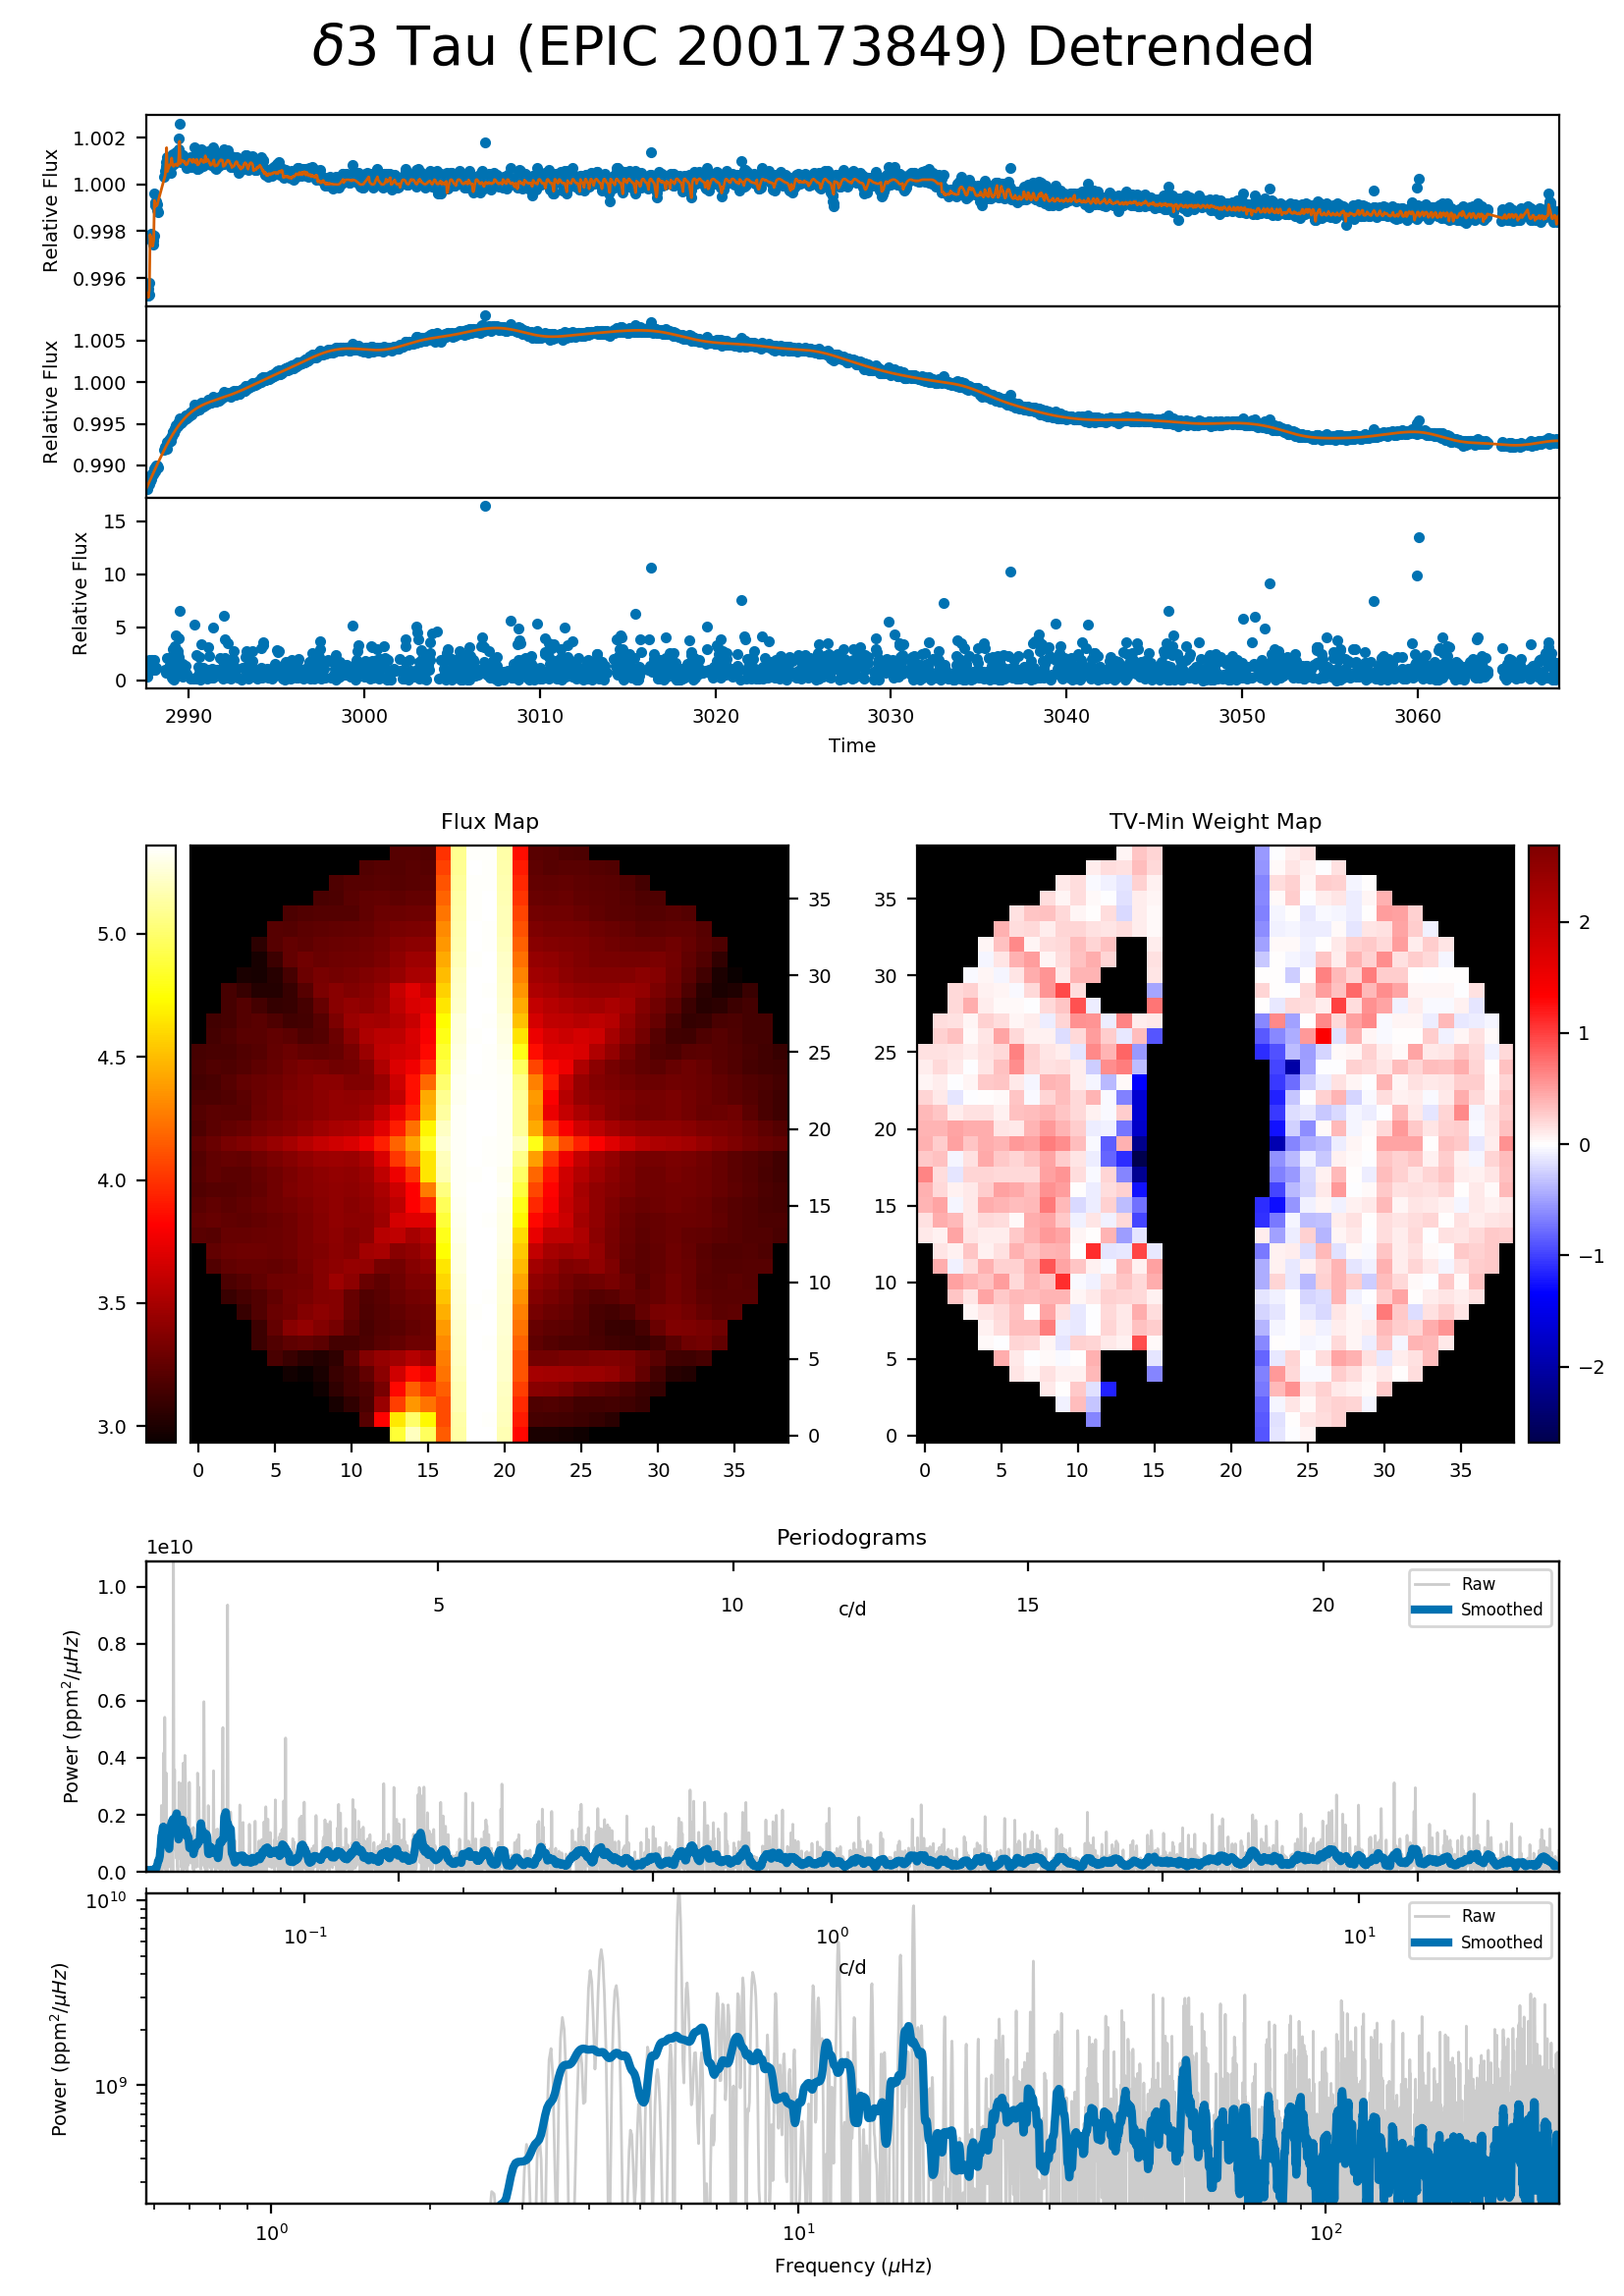 δ3 Tau (EPIC 200173849) Detrended
Relative Flux
1.002
1.000
0.998
0.996
Relative Flux
1.005
1.000
0.995
0.990
Relative Flux
15
10
5
0
2990 3000 3010 3020 3030 3040 3050 3060
Time
Flux Map
5.0
4.5
4.0
3.5
3.0
35
30
25
20
15
10
5
0
0 5 10 15 20 25 30 35
TV-Min Weight Map
35
30
25
20
15
10
5
0
0 5 10 15 20 25 30 35
2
1
0
−1
−2
Periodograms
1e10
Power (ppm²/μHz)
1.0
0.8
0.6
0.4
0.2
0.0
5 10 15 20
c/d
Raw
Smoothed
Power (ppm²/μHz)
10¹⁰
10⁹
10⁻¹ 10⁰ 10¹
c/d
Raw
Smoothed
10⁰ 10¹ 10²
Frequency (μHz)